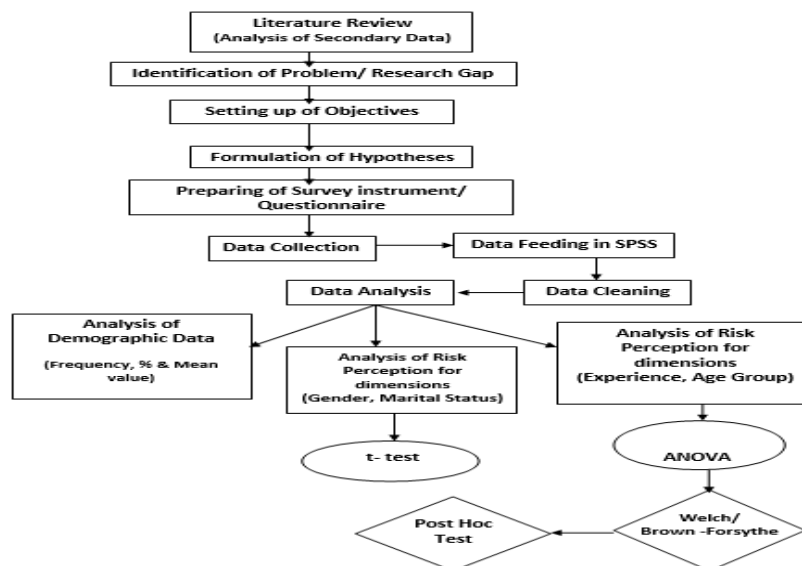 Literature Review
(Analysis of Secondary Data)
Identification of Problem/ Research Gap
Setting up of Objectives
Formulation of Hypotheses
Preparing of Survey instrument/
Questionnaire
Data Collection
Data Feeding in SPSS
Data Analysis
Data Cleaning
Analysis of
Demographic Data
(Frequency, % & Mean
value)
Analysis of Risk
Perception for
dimensions
(Gender, Marital Status)
Analysis of Risk
Perception for
dimensions
(Experience, Age Group)
t- test
ANOVA
Post Hoc
Test
Welch/
Brown -Forsythe